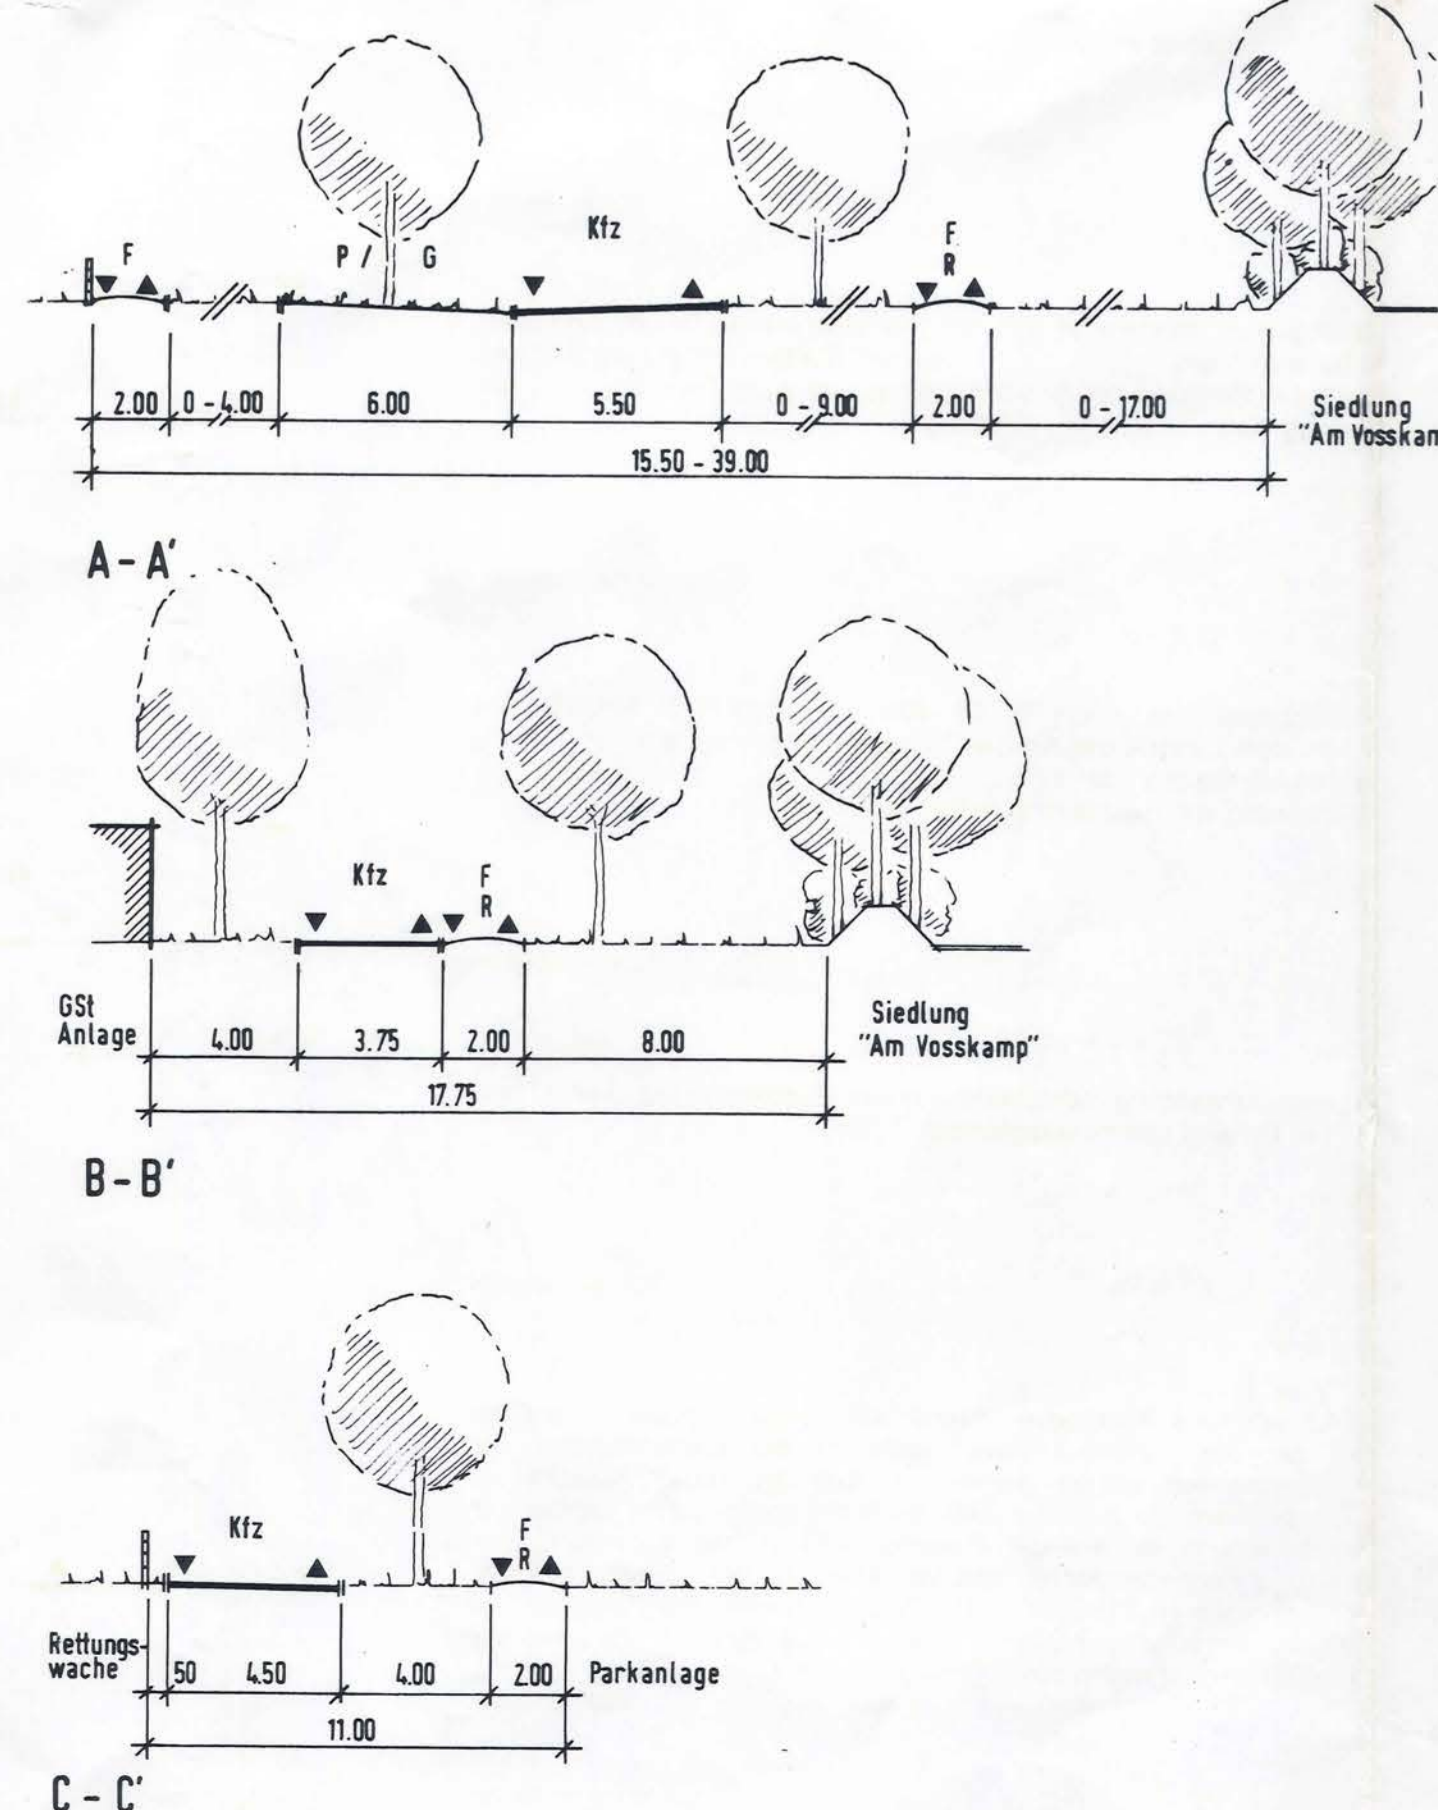 Kfz
F
P / G
F
R
2.00 0 - 4.00 6.00 5.50 0 - 9.00 2.00 0 - 17.00 Siedlung
"Am Vosskam
15.50 - 39.00
A - A'
Kfz
F
R
GSt
Anlage
4.00 3.75 2.00 8.00
Siedlung
"Am Vosskamp"
17.75
B - B'
Kfz
F
R
Rettungs-
wache
50 4.50 4.00 2.00 Parkanlage
11.00
C - C'